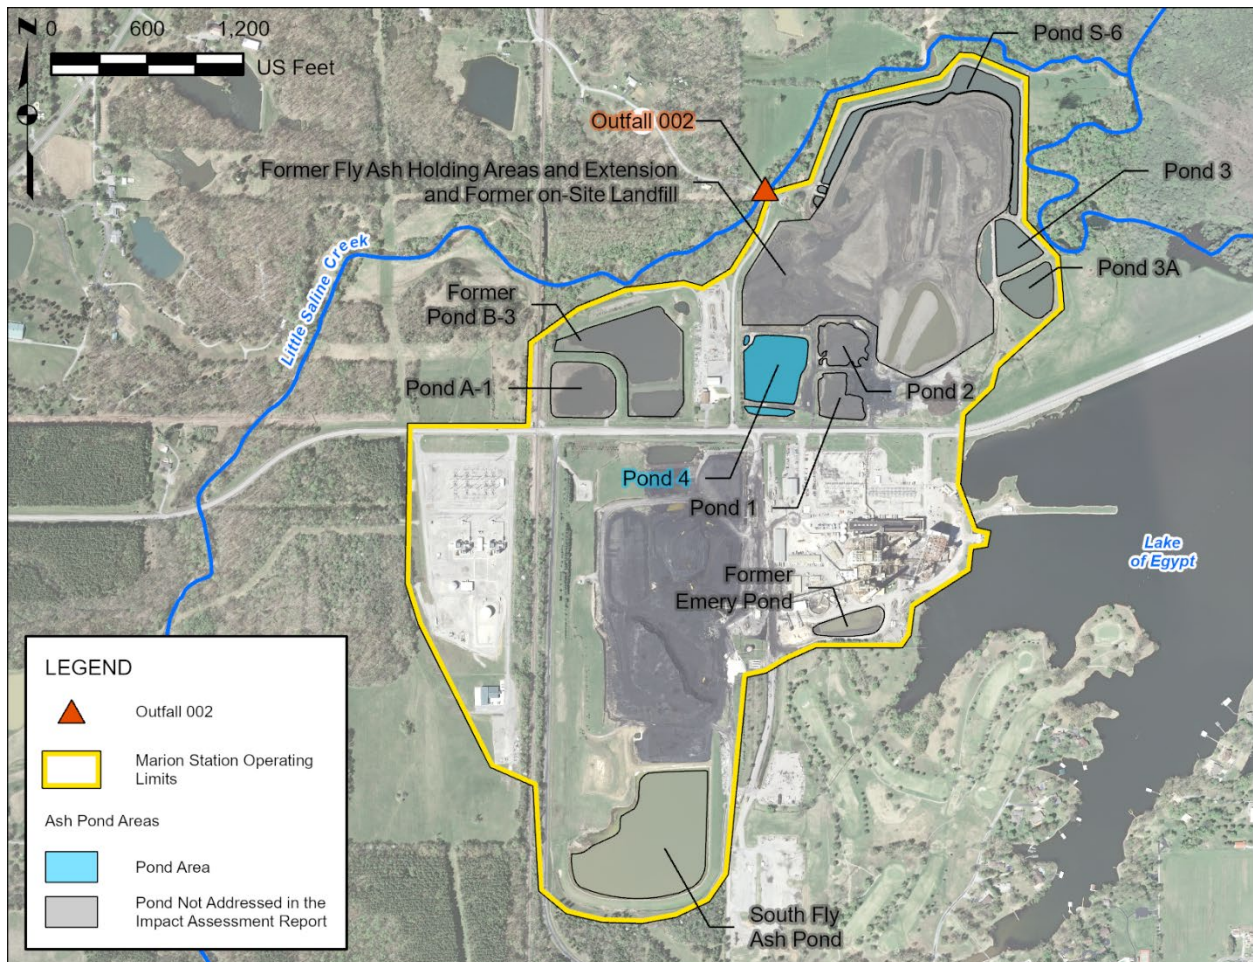 N
0
600
1,200
US Feet
Pond S-6
Outfall 002
Former Fly Ash Holding Areas and Extension
and Former on-Site Landfill
Pond 3
Pond 3A
Little Saline Creek
Former
Pond B-3
Pond A-1
Pond 2
Pond 4
Pond 1
Lake
of Egypt
Former
Emery Pond
South Fly
Ash Pond
LEGEND
Outfall 002
Marion Station Operating
Limits
Ash Pond Areas
Pond Area
Pond Not Addressed in the
Impact Assessment Report